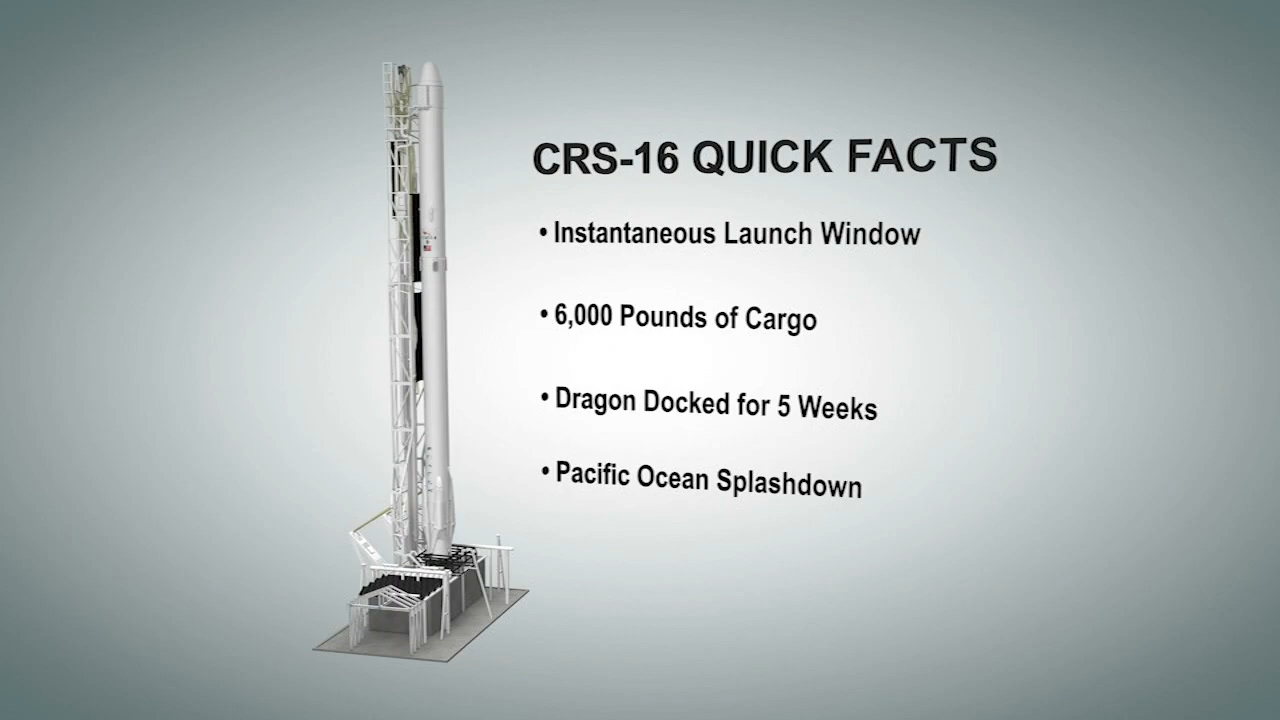 CRS-16 QUICK FACTS
• Instantaneous Launch Window
• 6,000 Pounds of Cargo
• Dragon Docked for 5 Weeks
• Pacific Ocean Splashdown